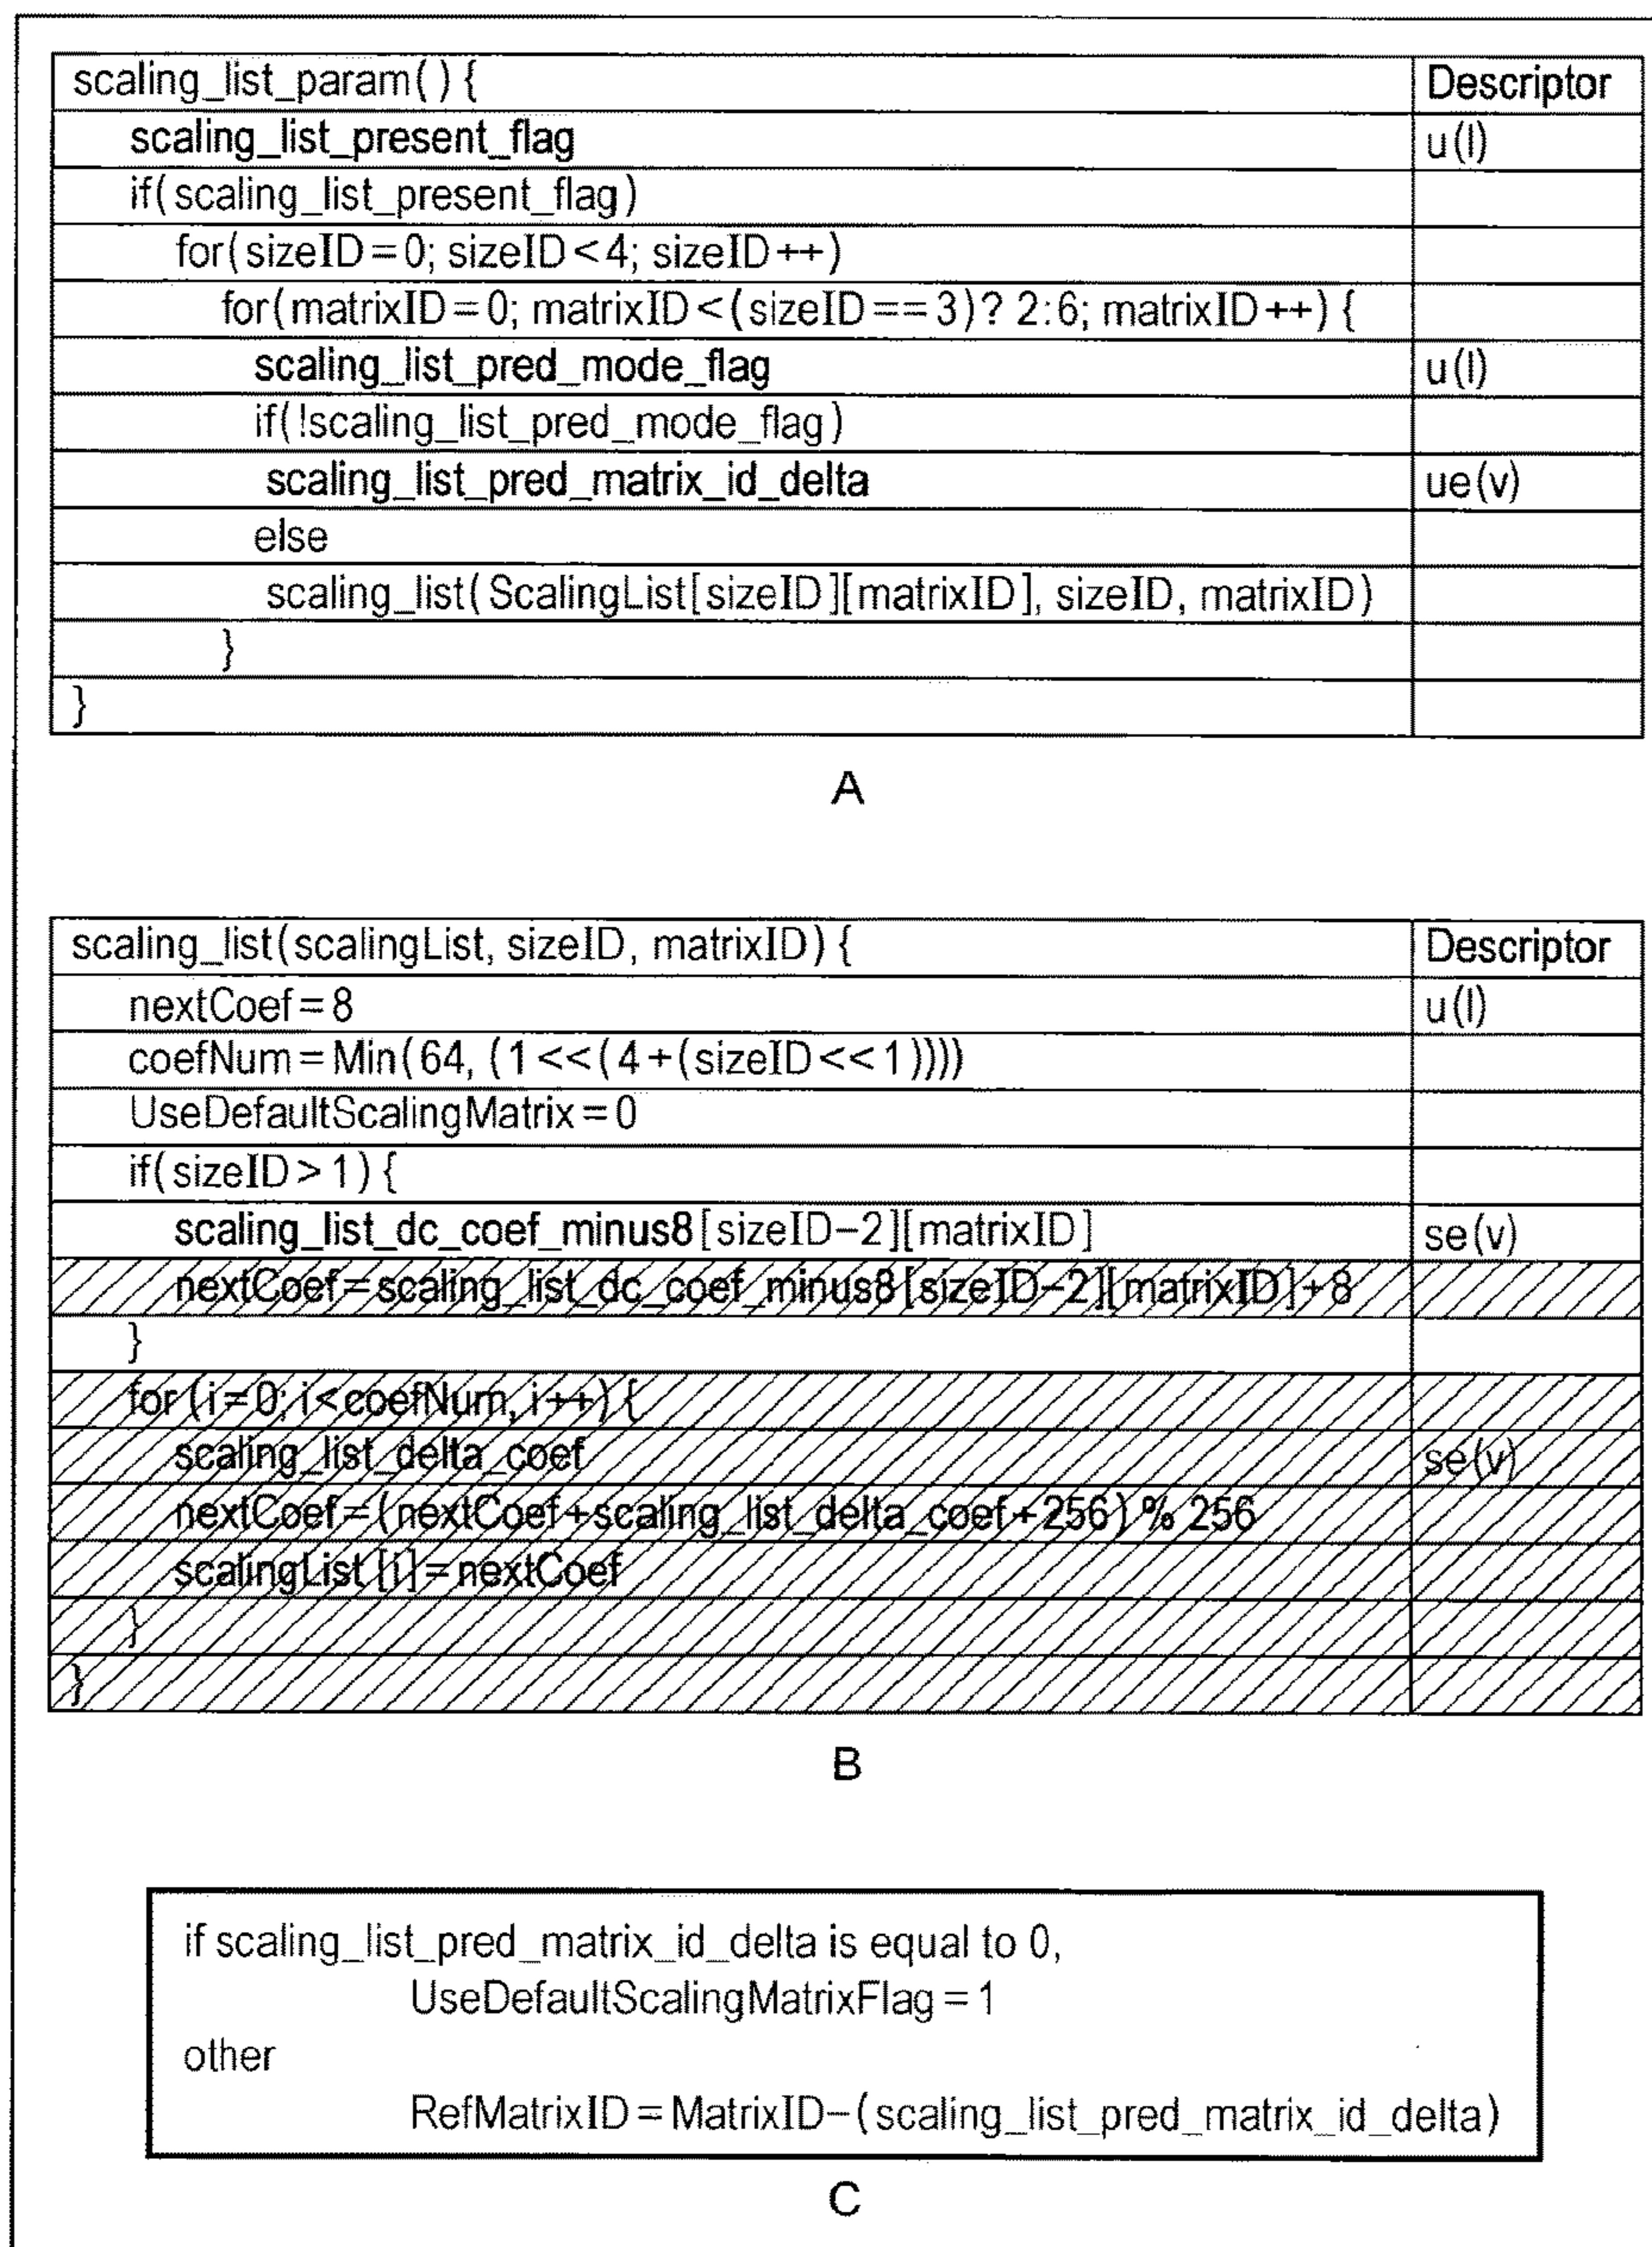 scaling_list_param( ) { Descriptor
scaling_list_present_flag u(l)
if(scaling_list_present_flag)
for(sizeID=0; sizeID<4; sizeID++)
for(matrixID=0; matrixID<(sizeID==3)? 2:6; matrixID++) {
scaling_list_pred_mode_flag u(l)
if(!scaling_list_pred_mode_flag)
scaling_list_pred_matrix_id_delta ue(v)
else
scaling_list(ScalingList[sizeID][matrixID], sizeID, matrixID)
}
}
A
scaling_list(scalingList, sizeID, matrixID) { Descriptor
nextCoef=8 u(l)
coefNum=Min(64, (1<<(4+(sizeID<<1))))
UseDefaultScalingMatrix=0
if(sizeID>1) {
scaling_list_dc_coef_minus8[sizeID-2][matrixID] se(v)
nextCoef=scaling_list_dc_coef_minus8[sizeID-2][matrixID]+8
}
for(i=0; i<coefNum, i++) {
scaling_list_delta_coef se(v)
nextCoef=(nextCoef+scaling_list_delta_coef+256) % 256
scalingList [i]=nextCoef
}
}
B
if scaling_list_pred_matrix_id_delta is equal to 0,
UseDefaultScalingMatrixFlag=1
other
RefMatrixID=MatrixID-(scaling_list_pred_matrix_id_delta)
C